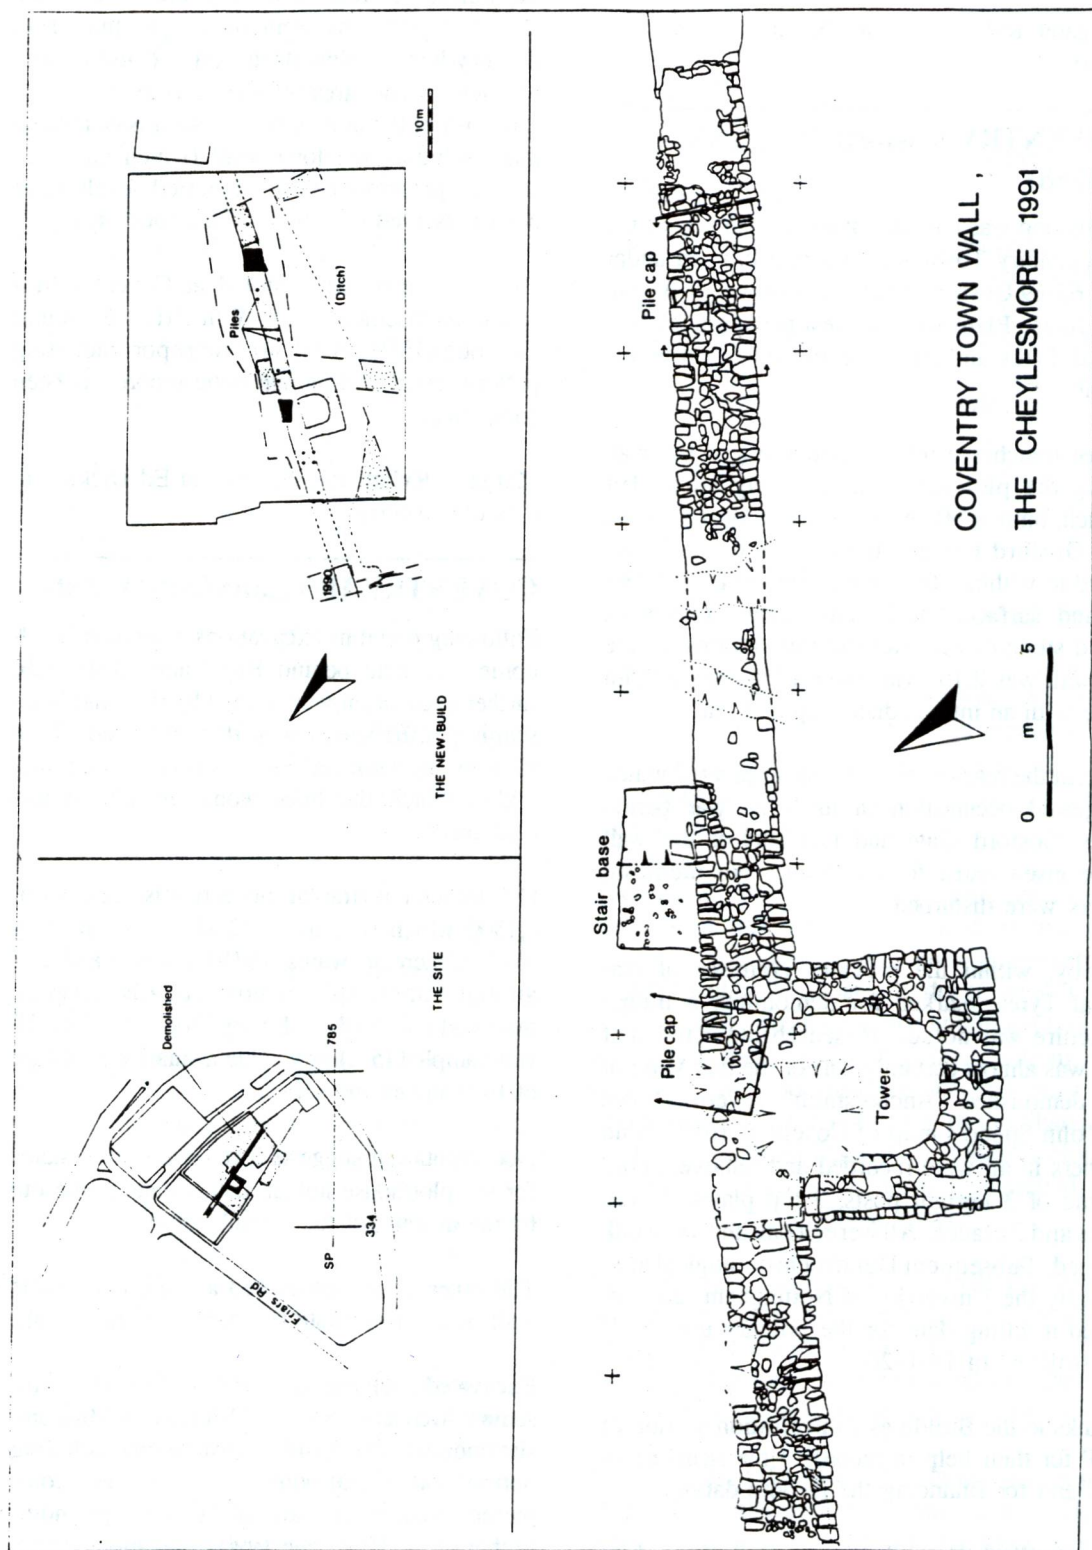 Demolished
785
SP
334
Friars Rd
THE SITE
10m
Piles
(Ditch)
1990
THE NEW-BUILD
Stair base
Pile cap
Pile cap
Tower
COVENTRY TOWN WALL,
THE CHEYLESMORE 1991
0 m 5